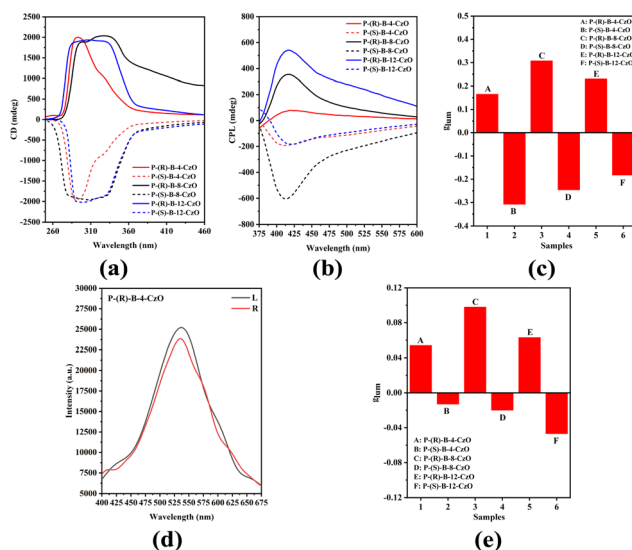 2000
1500
1000
500
0
-500
-1000
-1500
-2000
CD (mdeg)
P-(R)-B-4-CzO
P-(S)-B-4-CzO
P-(R)-B-8-CzO
P-(S)-B-8-CzO
P-(R)-B-12-CzO
P-(S)-B-12-CzO
260 310 360 410 460
Wavelength (nm)
(a)
800
600
400
200
0
-200
-400
-600
-800
CPL (mdeg)
P-(R)-B-4-CzO
P-(S)-B-4-CzO
P-(R)-B-8-CzO
P-(S)-B-8-CzO
P-(R)-B-12-CzO
P-(S)-B-12-CzO
375 400 425 450 475 500 525 550 575 600
Wavelength (nm)
(b)
0.4
0.3
0.2
0.1
0.0
-0.1
-0.2
-0.3
-0.4
glum
A: P-(R)-B-4-CzO
B: P-(S)-B-4-CzO
C: P-(R)-B-8-CzO
D: P-(S)-B-8-CzO
E: P-(R)-B-12-CzO
F: P-(S)-B-12-CzO
A
B
C
D
E
F
1 2 3 4 5 6
Samples
(c)
30000
27500
25000
22500
20000
17500
15000
12500
10000
7500
5000
Intensity (a.u.)
P-(R)-B-4-CzO
L
R
400 425 450 475 500 525 550 575 600 625 650 675
Wavelength (nm)
(d)
0.12
0.08
0.04
0.00
-0.04
-0.08
-0.12
glum
A
B
C
D
E
F
A: P-(R)-B-4-CzO
B: P-(S)-B-4-CzO
C: P-(R)-B-8-CzO
D: P-(S)-B-8-CzO
E: P-(R)-B-12-CzO
F: P-(S)-B-12-CzO
1 2 3 4 5 6
Samples
(e)